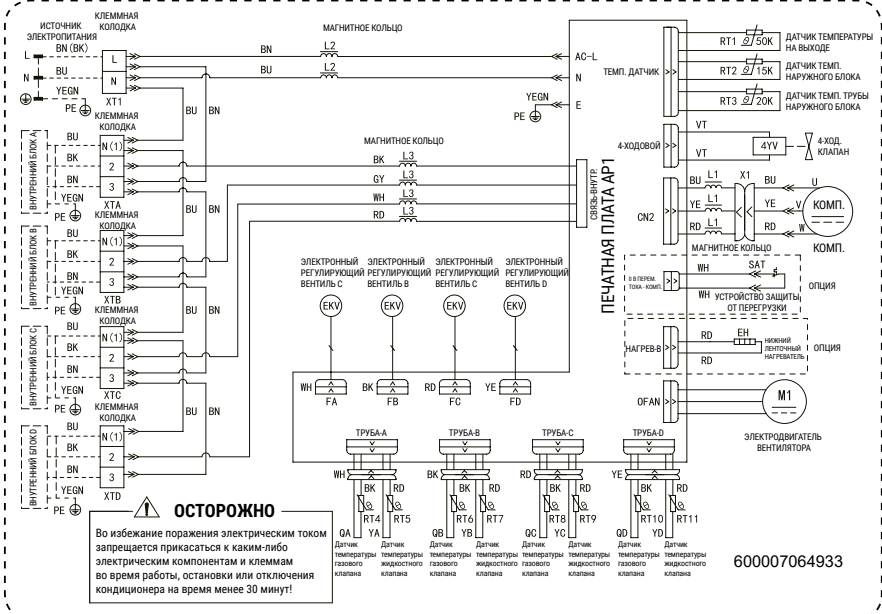 ИСТОЧНИК
ЭЛЕКТРОПИТАНИЯ
L
BN(BK)
N
BU
YEGN
PE
КЛЕММНАЯ
КОЛОДКА
L
N
XT1
BN
BU
МАГНИТНОЕ КОЛЬЦО
L2
L2
AC-L
N
YEGN
E
PE
BU
BN
КЛЕММНАЯ
КОЛОДКА
ВНУТРЕННИЙ БЛОК A
BU
BK
BN
YEGN
PE
N(1)
2
3
XTA
КЛЕММНАЯ
КОЛОДКА
ВНУТРЕННИЙ БЛОК B
BU
BK
BN
YEGN
PE
N(1)
2
3
XTB
BU
BN
КЛЕММНАЯ
КОЛОДКА
ВНУТРЕННИЙ БЛОК C
BU
BK
BN
YEGN
PE
N(1)
2
3
XTC
BU
BN
КЛЕММНАЯ
КОЛОДКА
ВНУТРЕННИЙ БЛОК D
BU
BK
BN
YEGN
PE
N(1)
2
3
XTD
BU
BN
МАГНИТНОЕ КОЛЬЦО
BK
L3
GY
L3
WH
L3
RD
L3
СВЯЗЬ-ВНУТР.
ПЕЧАТНАЯ ПЛАТА AP1
ТЕМП. ДАТЧИК
RT1
50K
ДАТЧИК ТЕМПЕРАТУРЫ
НА ВЫХОДЕ
RT2
15K
ДАТЧИК ТЕМП.
НАРУЖНОГО БЛОКА
RT3
20K
ДАТЧИК ТЕМП. ТРУБЫ
НАРУЖНОГО БЛОКА
4-ХОДОВОЙ
VT
VT
4YV
4-ХОД.
КЛАПАН
CN2
BU
L1
YE
L1
RD
L1
X1
BU
U
YE
V
RD
W
КОМП.
КОМП.
МАГНИТНОЕ КОЛЬЦО
0 В ПЕРЕМ.
ТОКА - КОМП.
WH
SAT
WH
УСТРОЙСТВО ЗАЩИТЫ
ОТ ПЕРЕГРУЗКИ
ОПЦИЯ
НАГРЕВ-B
RD
EH
RD
НИЖНИЙ
ЛЕНТОЧНЫЙ
НАГРЕВАТЕЛЬ
ОПЦИЯ
OFAN
M1
ЭЛЕКТРОДВИГАТЕЛЬ
ВЕНТИЛЯТОРА
ЭЛЕКТРОННЫЙ
РЕГУЛИРУЮЩИЙ
ВЕНТИЛЬ C
ЭЛЕКТРОННЫЙ
РЕГУЛИРУЮЩИЙ
ВЕНТИЛЬ B
ЭЛЕКТРОННЫЙ
РЕГУЛИРУЮЩИЙ
ВЕНТИЛЬ C
ЭЛЕКТРОННЫЙ
РЕГУЛИРУЮЩИЙ
ВЕНТИЛЬ D
EKV
EKV
EKV
EKV
WH
FA
BK
FB
RD
FC
YE
FD
ТРУБА-A
ТРУБА-B
ТРУБА-C
ТРУБА-D
WH
BK
RD
RT4
RT5
QA
YA
BK
BK
RD
RT6
RT7
QB
YB
RD
BK
RD
RT8
RT9
QC
YC
YE
BK
RD
RT10
RT11
QD
YD
Датчик
температуры
газового
клапана
Датчик
температуры
жидкостного
клапана
Датчик
температуры
газового
клапана
Датчик
температуры
жидкостного
клапана
Датчик
температуры
газового
клапана
Датчик
температуры
жидкостного
клапана
Датчик
температуры
газового
клапана
Датчик
температуры
жидкостного
клапана
ОСТОРОЖНО
Во избежание поражения электрическим током
запрещается прикасаться к каким-либо
электрическим компонентам и клеммам
во время работы, остановки или отключения
кондиционера на время менее 30 минут!
600007064933